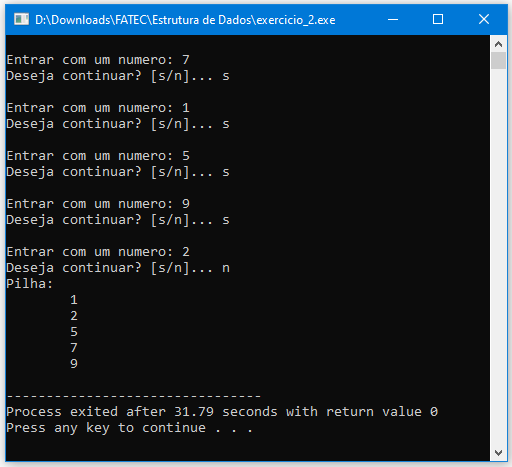 D:\Downloads\FATEC\Estrutura de Dados\exercicio_2.exe
Entrar com um numero: 7
Deseja continuar? [s/n]... s
Entrar com um numero: 1
Deseja continuar? [s/n]... s
Entrar com um numero: 5
Deseja continuar? [s/n]... s
Entrar com um numero: 9
Deseja continuar? [s/n]... s
Entrar com um numero: 2
Deseja continuar? [s/n]... n
Pilha:
1
2
5
7
9
--------------------------------
Process exited after 31.79 seconds with return value 0
Press any key to continue . . .